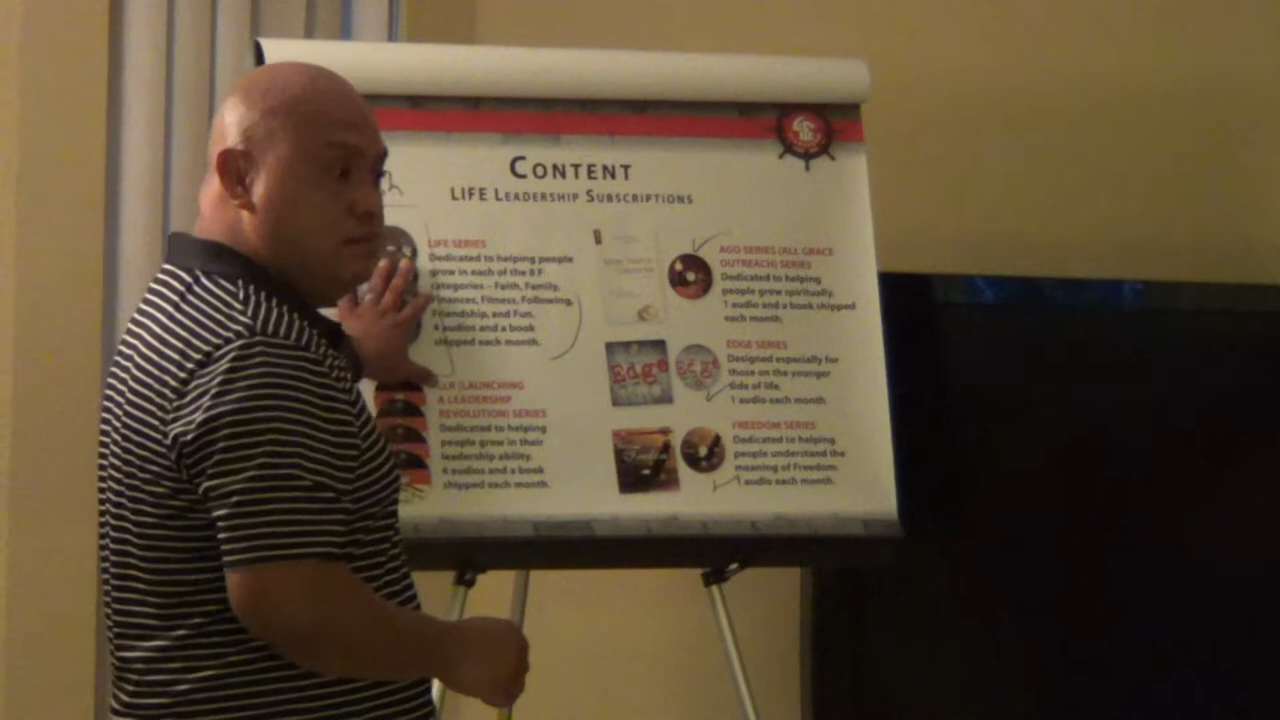 CONTENT
LIFE LEADERSHIP SUBSCRIPTIONS
LIFE SERIES
Dedicated to helping people
grow in each of the 8 F
categories – Faith, Family,
Finances, Fitness, Following,
Friendship, and Fun.
4 audios and a book
shipped each month.
LLR (LAUNCHING
A LEADERSHIP
REVOLUTION) SERIES
Dedicated to helping
people grow in their
leadership ability.
4 audios and a book
shipped each month.
AGO SERIES (ALL GRACE
OUTREACH) SERIES
Dedicated to helping
people grow spiritually.
1 audio and a book shipped
each month.
Edge Edge
EDGE SERIES
Designed especially for
those on the younger
side of life.
1 audio each month.
FREEDOM SERIES
Dedicated to helping
people understand the
meaning of Freedom.
1 audio each month.